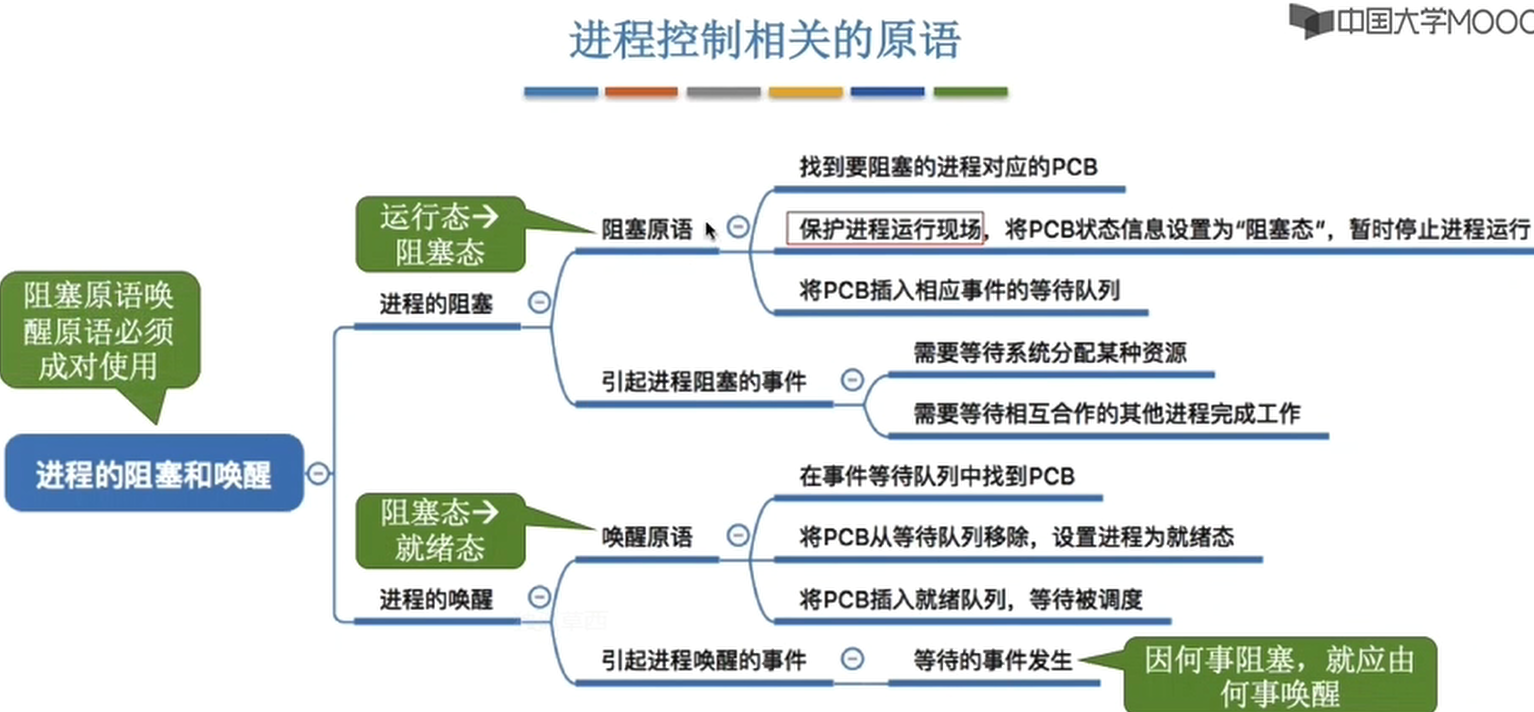 进程控制相关的原语
中国大学MOOC
找到要阻塞的进程对应的PCB
运行态→
阻塞态
阻塞原语
保护进程运行现场，将PCB状态信息设置为“阻塞态”，暂时停止进程运行
将PCB插入相应事件的等待队列
阻塞原语唤
醒原语必须
成对使用
进程的阻塞
需要等待系统分配某种资源
引起进程阻塞的事件
需要等待相互合作的其他进程完成工作
进程的阻塞和唤醒
在事件等待队列中找到PCB
阻塞态→
就绪态
唤醒原语
将PCB从等待队列移除，设置进程为就绪态
进程的唤醒
将PCB插入就绪队列，等待被调度
引起进程唤醒的事件
等待的事件发生
因何事阻塞，就应由
何事唤醒